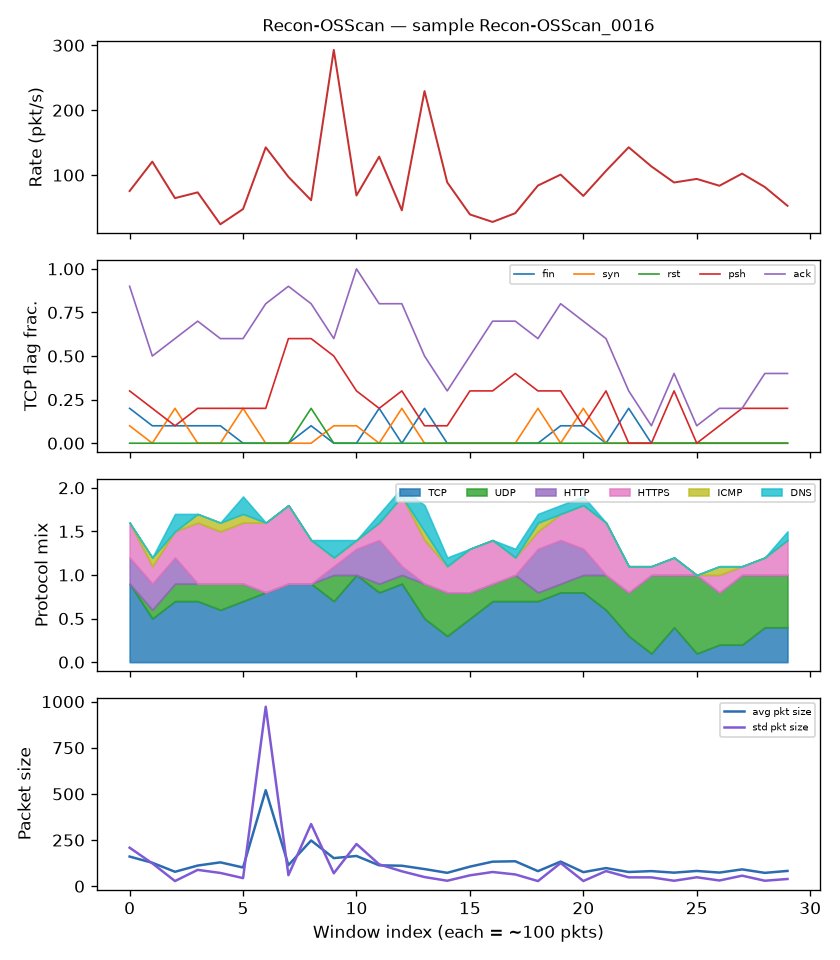 Recon-OSScan — sample Recon-OSScan_0016
300
200
100
Rate (pkt/s)
1.00
0.75
0.50
0.25
0.00
TCP flag frac.
fin syn rst psh ack
2.0
1.5
1.0
0.5
0.0
Protocol mix
TCP UDP HTTP HTTPS ICMP DNS
1000
750
500
250
0
Packet size
avg pkt size
std pkt size
0 5 10 15 20 25 30
Window index (each = ~100 pkts)